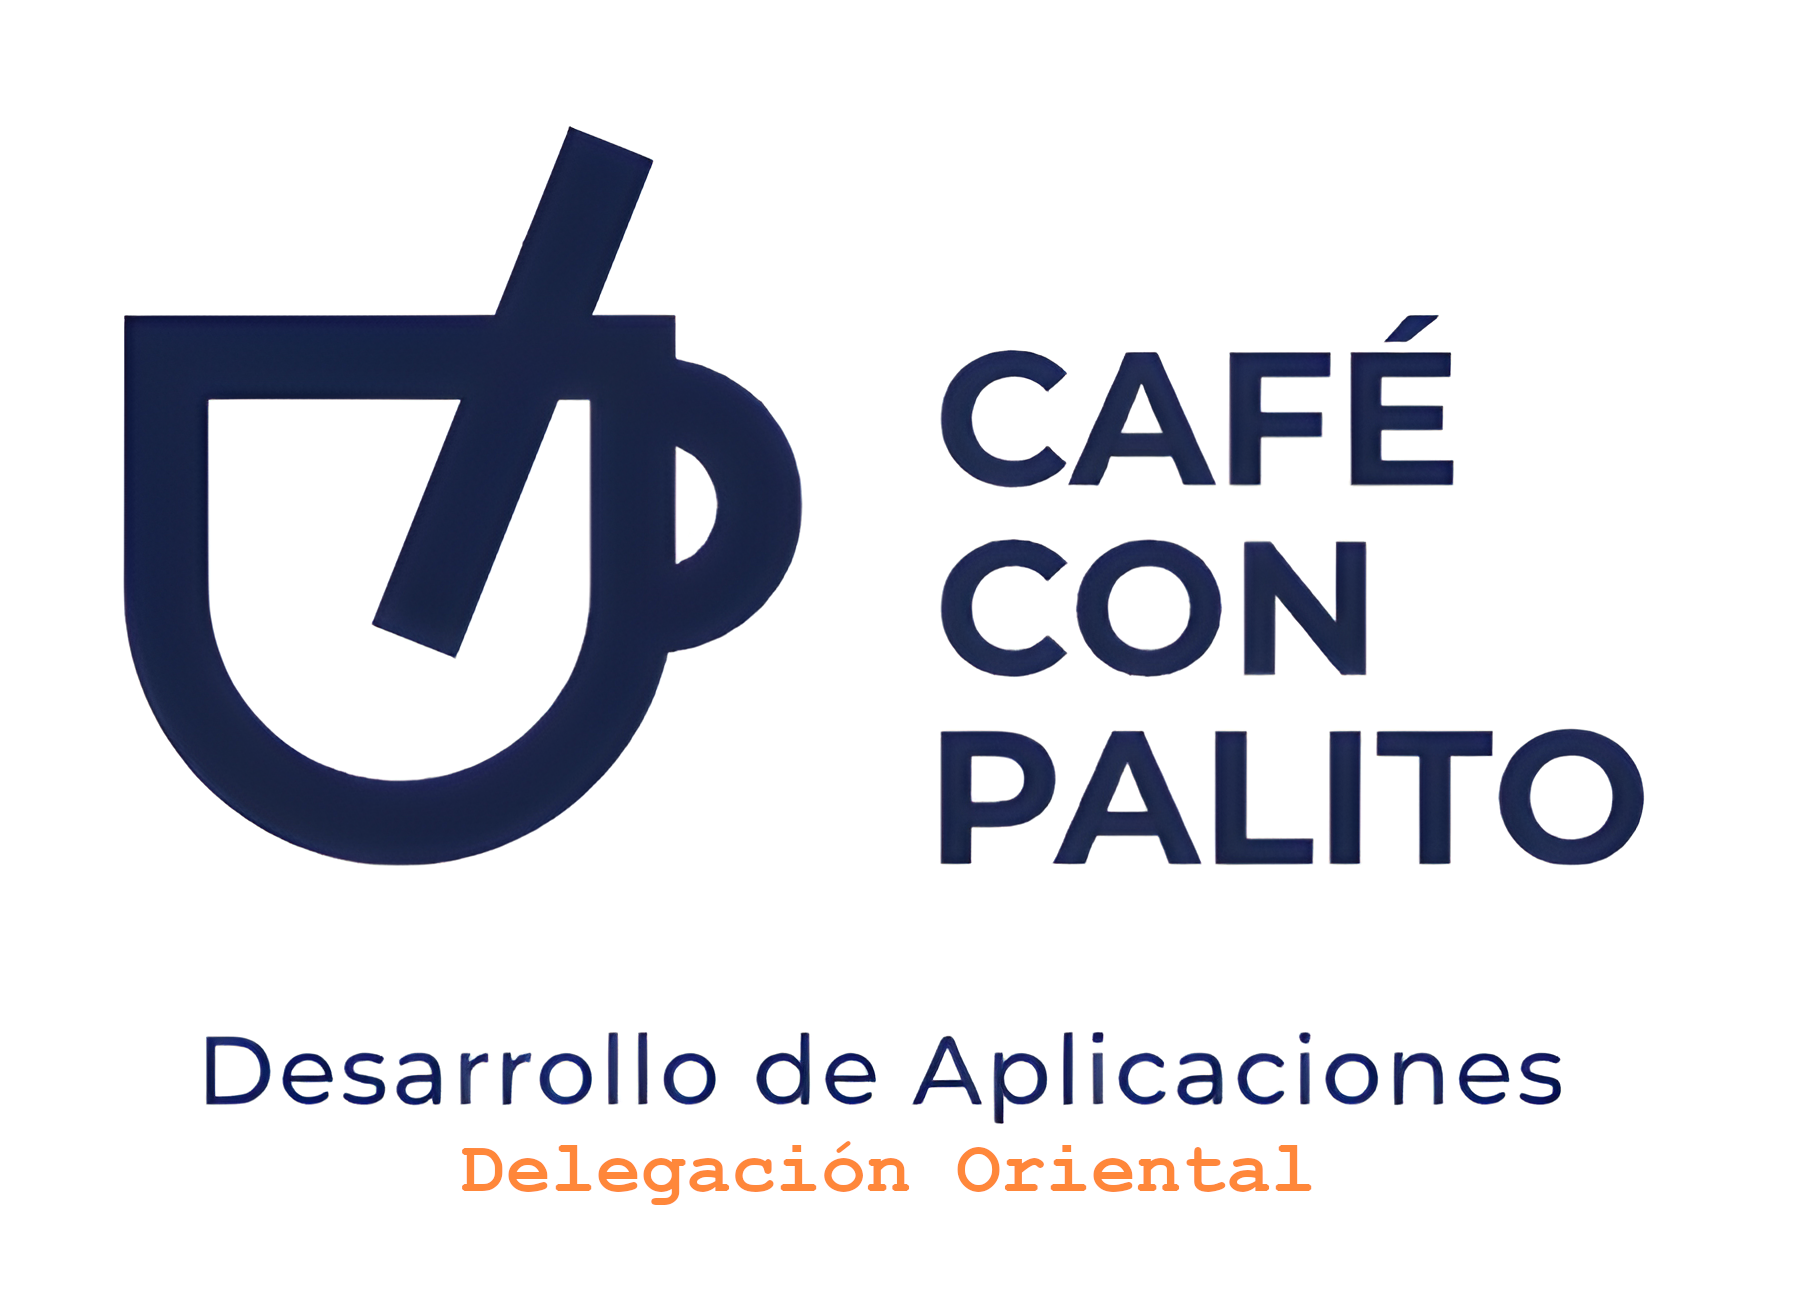 CAFÉ
CON
PALITO
Desarrollo de Aplicaciones
Delegación Oriental